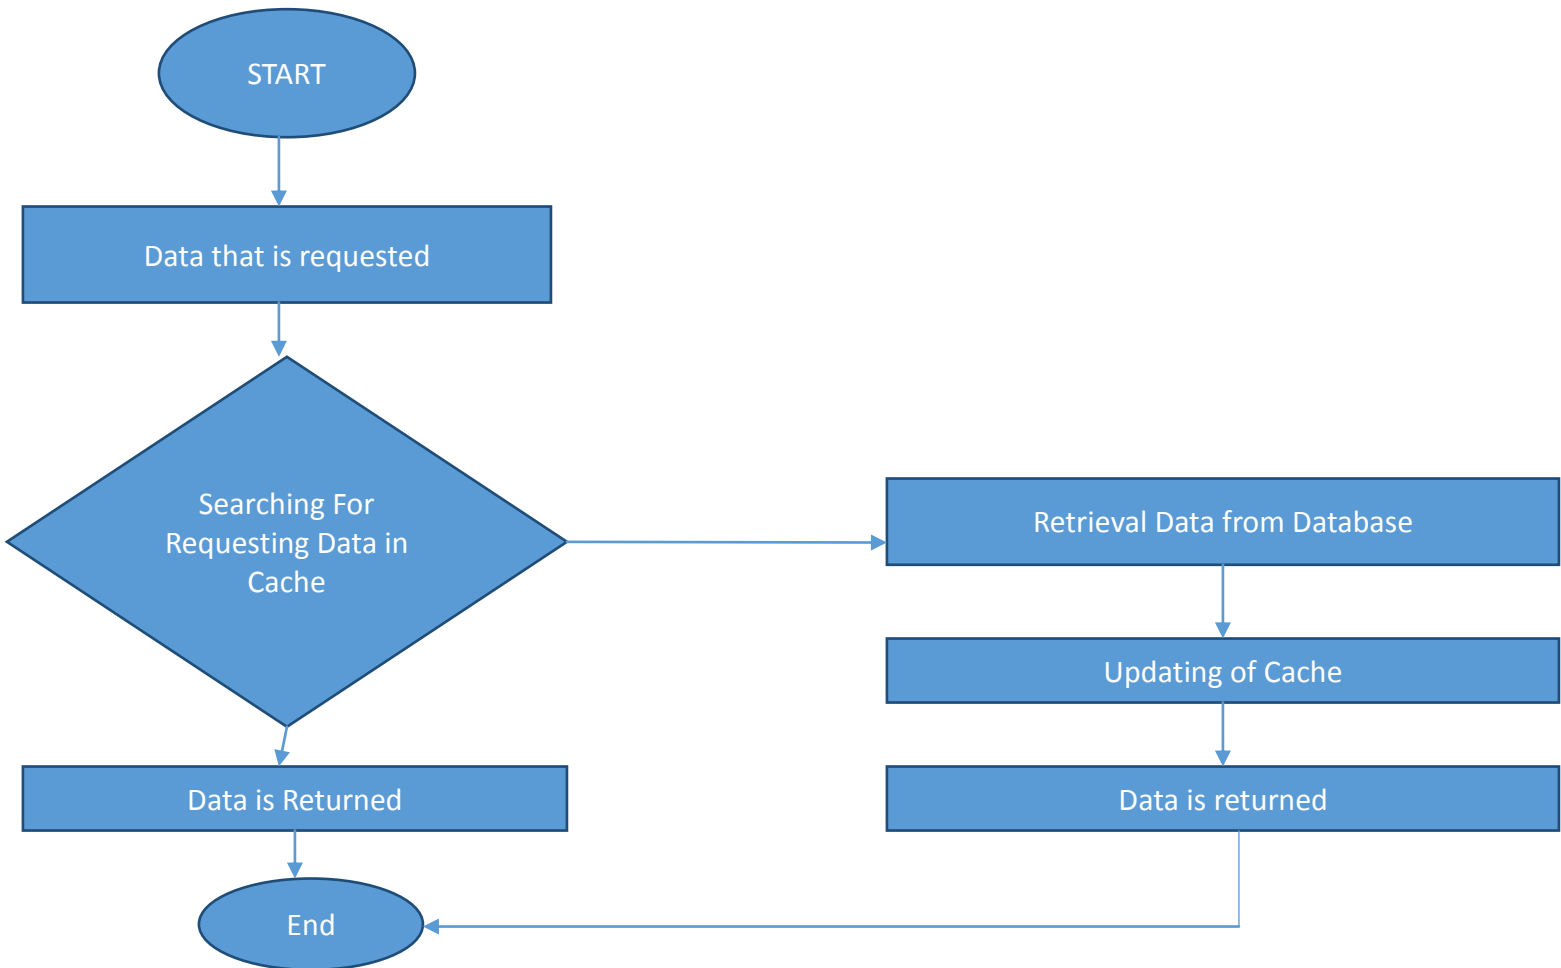 START
Data that is requested
Searching For
Requesting Data in
Cache
Retrieval Data from Database
Updating of Cache
Data is Returned
Data is returned
End